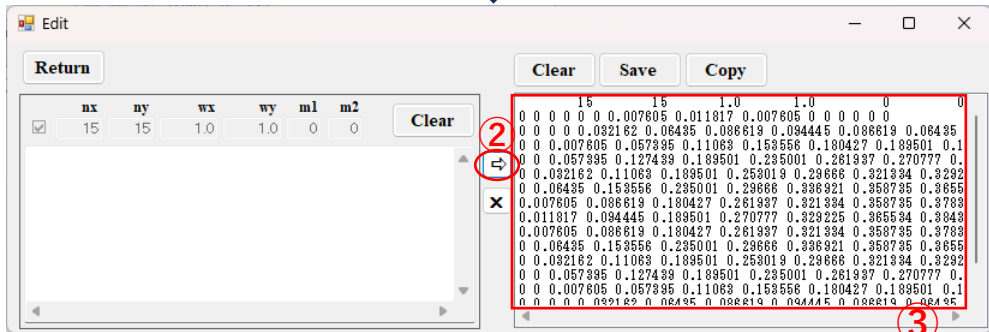 Edit
Return
Clear Save Copy
nx ny wx wy m1 m2
15 15 1.0 1.0 0 0
Clear
②
⇨
×
15 15 1.0 1.0 0 0
0 0 0 0 0 0 0.007605 0.011817 0.007605 0 0 0 0 0 0
0 0 0 0 0.032162 0.06435 0.086619 0.094445 0.086619 0.06435
0 0 0.007605 0.057395 0.11063 0.153556 0.180427 0.189501 0.1
0 0 0.057395 0.127439 0.189501 0.235001 0.261937 0.270777 0.
0 0.032162 0.11063 0.189501 0.253019 0.29666 0.321334 0.3292
0 0.06435 0.153556 0.235001 0.29666 0.336921 0.358735 0.3655
0.007605 0.086619 0.180427 0.261937 0.321334 0.358735 0.3783
0.011817 0.094445 0.189501 0.270777 0.329225 0.365534 0.3843
0.007605 0.086619 0.180427 0.261937 0.321334 0.358735 0.3783
0 0.06435 0.153556 0.235001 0.29666 0.336921 0.358735 0.3655
0 0.032162 0.11063 0.189501 0.253019 0.29666 0.321334 0.3292
0 0 0.057395 0.127439 0.189501 0.235001 0.261937 0.270777 0.
0 0 0.007605 0.057395 0.11063 0.153556 0.180427 0.189501 0.1
0 0 0 0 0.032162 0.06435 0.086619 0.094445 0.086619 0.06435
③